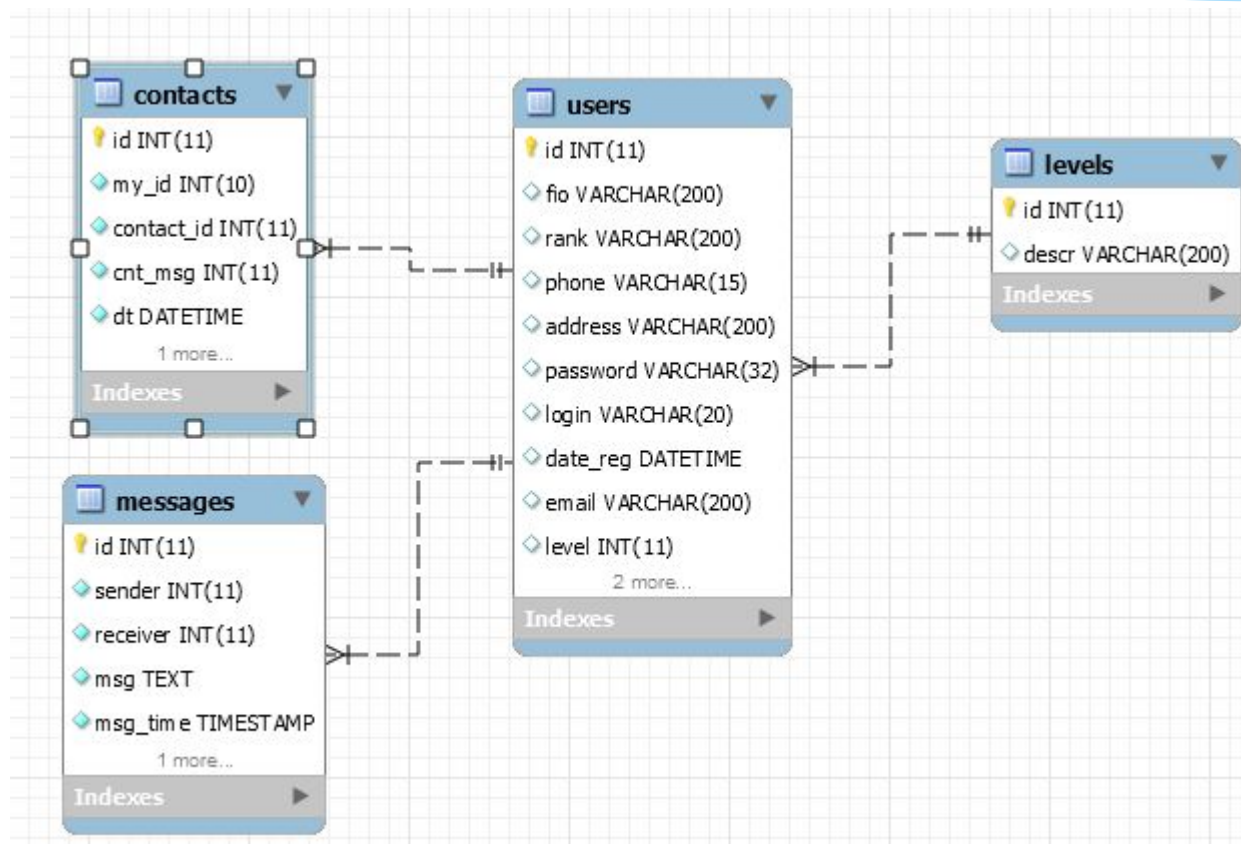 contacts
id INT(11)
my_id INT(10)
contact_id INT(11)
cnt_msg INT(11)
dt DATETIME
1 more...
Indexes
users
id INT(11)
fio VARCHAR(200)
rank VARCHAR(200)
phone VARCHAR(15)
address VARCHAR(200)
password VARCHAR(32)
login VARCHAR(20)
date_reg DATETIME
email VARCHAR(200)
level INT(11)
2 more...
Indexes
levels
id INT(11)
descr VARCHAR(200)
Indexes
messages
id INT(11)
sender INT(11)
receiver INT(11)
msg TEXT
msg_time TIMESTAMP
1 more...
Indexes